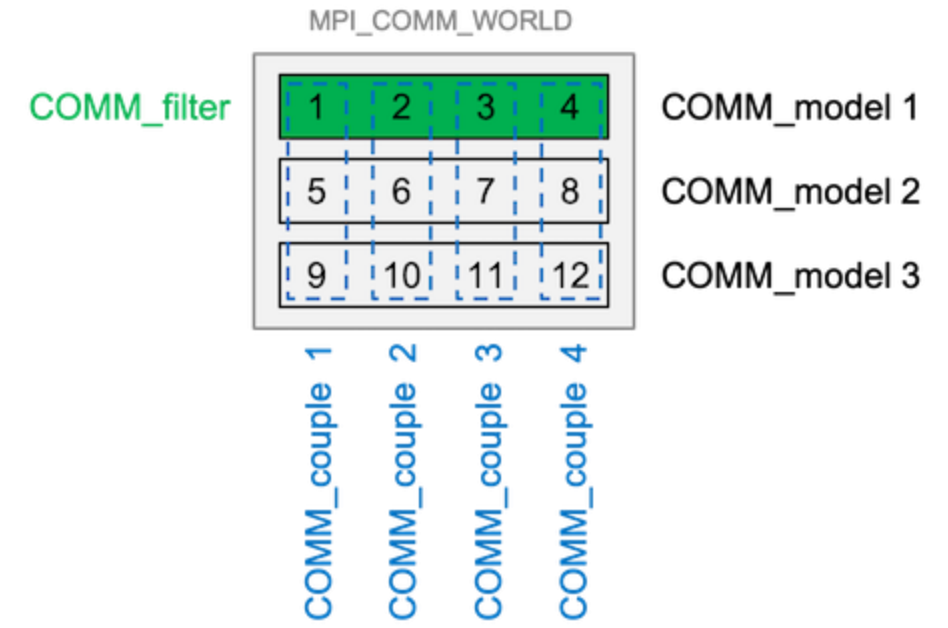 MPI_COMM_WORLD
COMM_filter 1 2 3 4 COMM_model 1
5 6 7 8 COMM_model 2
9 10 11 12 COMM_model 3
COMM_couple 1
COMM_couple 2
COMM_couple 3
COMM_couple 4